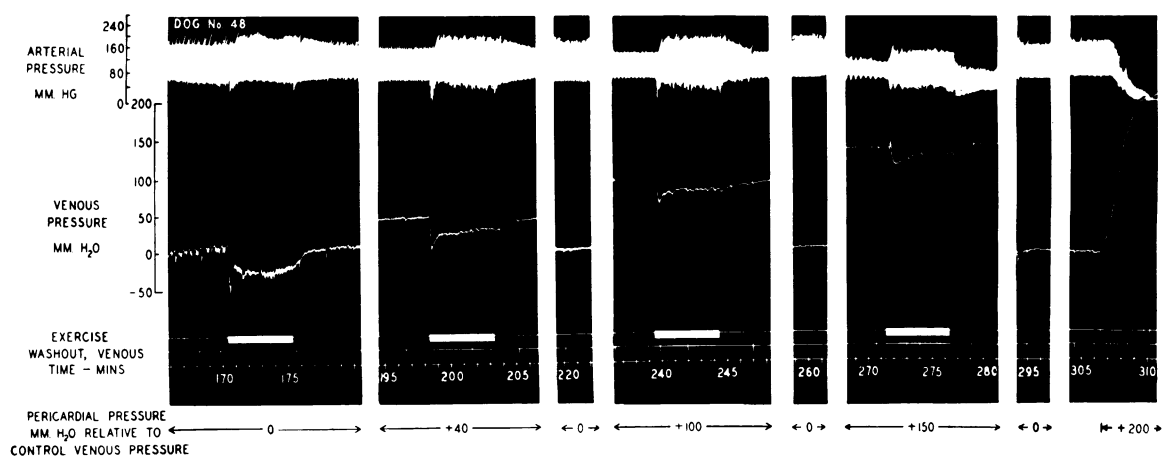 DOG No 48
240
ARTERIAL 160
PRESSURE 80
MM. HG
0 200
150
100
VENOUS
PRESSURE 50
MM. H2O 0
-50
EXERCISE
WASHOUT, VENOUS
TIME - MINS 170 175 195 200 205 220 240 245 260 270 275 280 295 305 310
PERICARDIAL PRESSURE
MM. H2O RELATIVE TO 0 +40 0 +100 0 +150 0 +200
CONTROL VENOUS PRESSURE